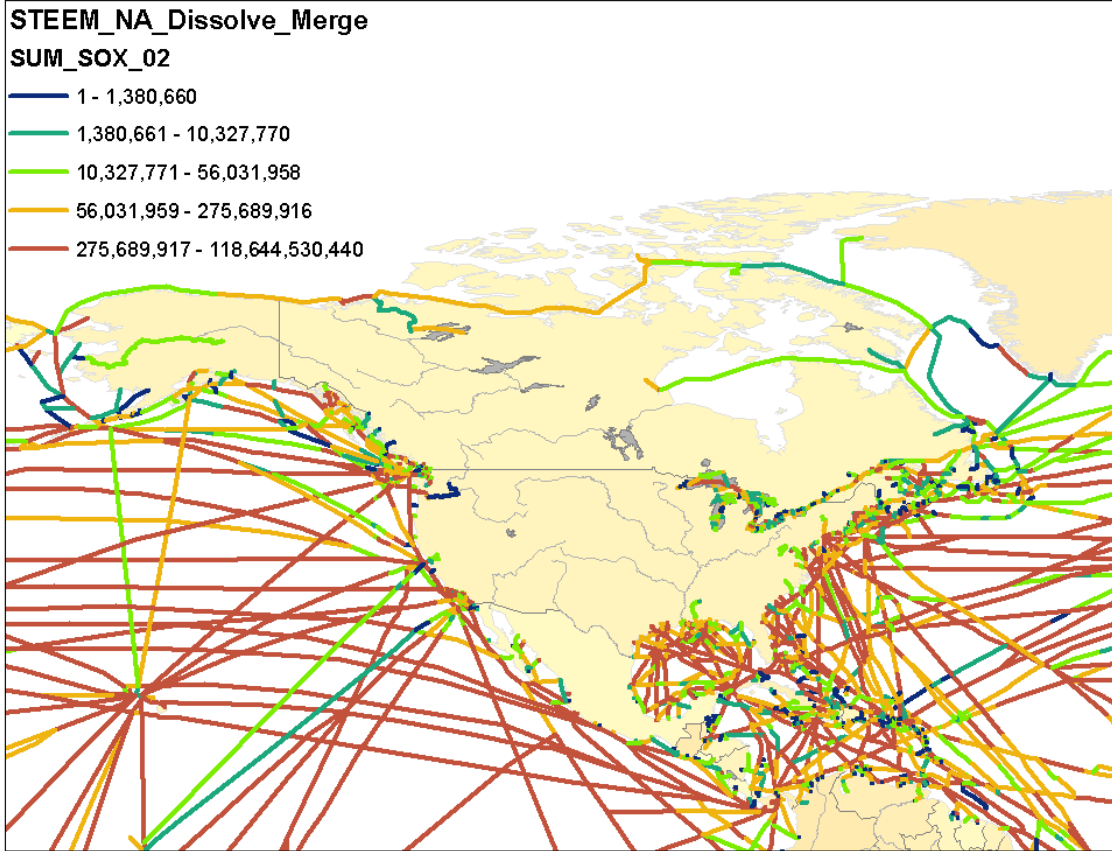 STEEM_NA_Dissolve_Merge
SUM_SOX_02
1 - 1,380,660
1,380,661 - 10,327,770
10,327,771 - 56,031,958
56,031,959 - 275,689,916
275,689,917 - 118,644,530,440